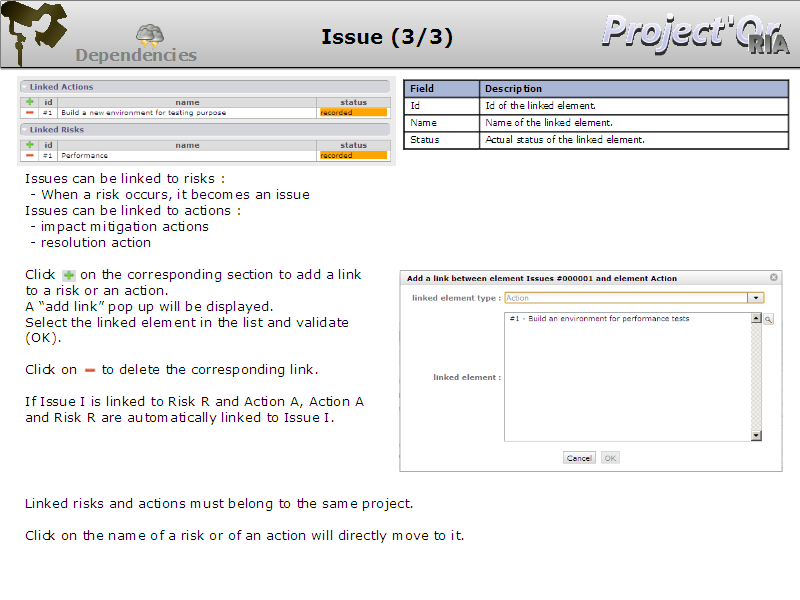 Issue (3/3)
Project'Or
RIA
Dependencies
Linked Actions
id name status
#1 Build a new environment for testing purpose recorded
Linked Risks
id name status
#1 Performance recorded
Field Description
Id Id of the linked element.
Name Name of the linked element.
Status Actual status of the linked element.
Issues can be linked to risks :
- When a risk occurs, it becomes an issue
Issues can be linked to actions :
- impact mitigation actions
- resolution action
Click on the corresponding section to add a link
to a risk or an action.
A “add link” pop up will be displayed.
Select the linked element in the list and validate
(OK).
Click on to delete the corresponding link.
If Issue I is linked to Risk R and Action A, Action A
and Risk R are automatically linked to Issue I.
Add a link between element Issues #000001 and element Action
linked element type : Action
#1 - Build an environment for performance tests
linked element :
Cancel OK
Linked risks and actions must belong to the same project.
Click on the name of a risk or of an action will directly move to it.